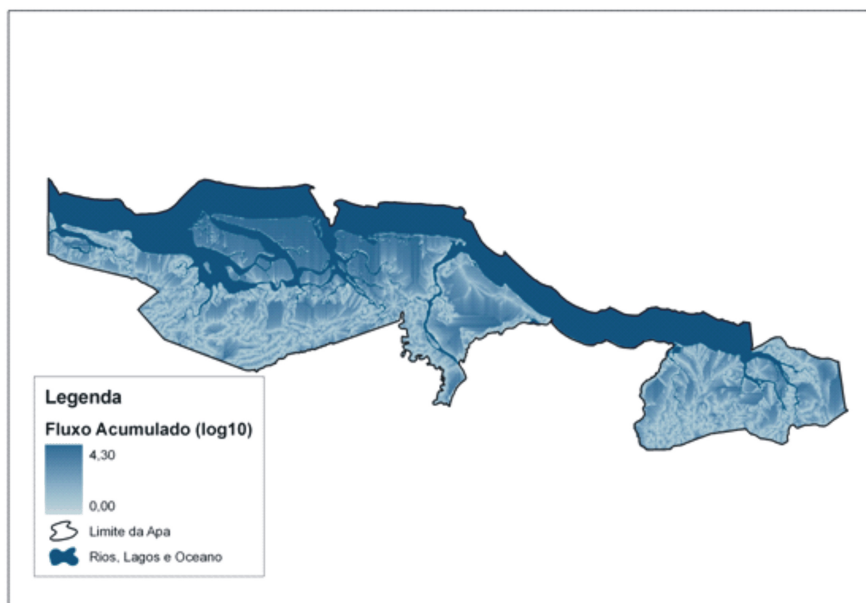 Legenda
Fluxo Acumulado (log10)
4,30
0,00
Limite da Apa
Rios, Lagos e Oceano